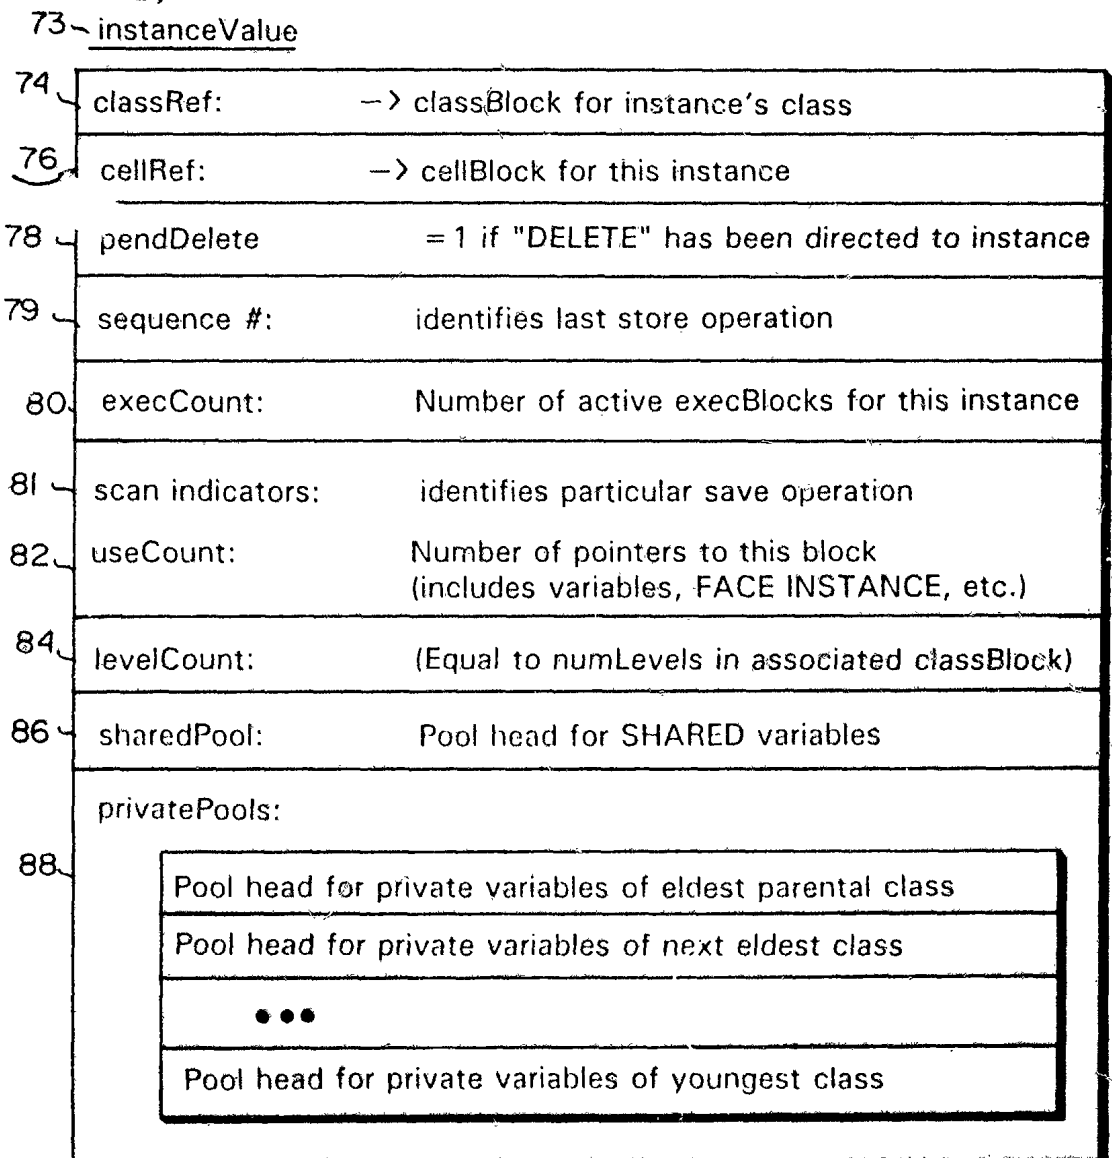 73 instanceValue
74 classRef: —> classBlock for instance's class
76 cellRef: —> cellBlock for this instance
78 pendDelete = 1 if "DELETE" has been directed to instance
79 sequence #: identifies last store operation
80 execCount: Number of active execBlocks for this instance
81 scan indicators: identifies particular save operation
82 useCount: Number of pointers to this block
(includes variables, FACE INSTANCE, etc.)
84 levelCount: (Equal to numLevels in associated classBlock)
86 sharedPool: Pool head for SHARED variables
privatePools:
88
Pool head for private variables of eldest parental class
Pool head for private variables of next eldest class
•••
Pool head for private variables of youngest class